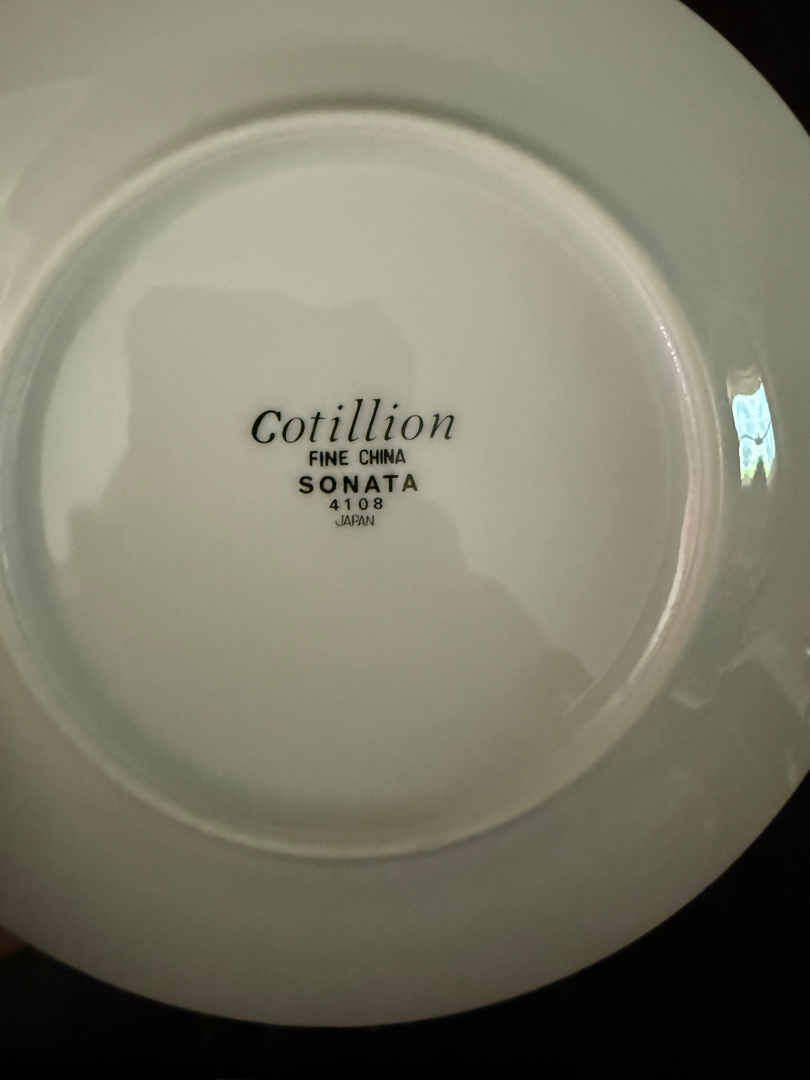 Cotillion
FINE CHINA
SONATA
4108
JAPAN